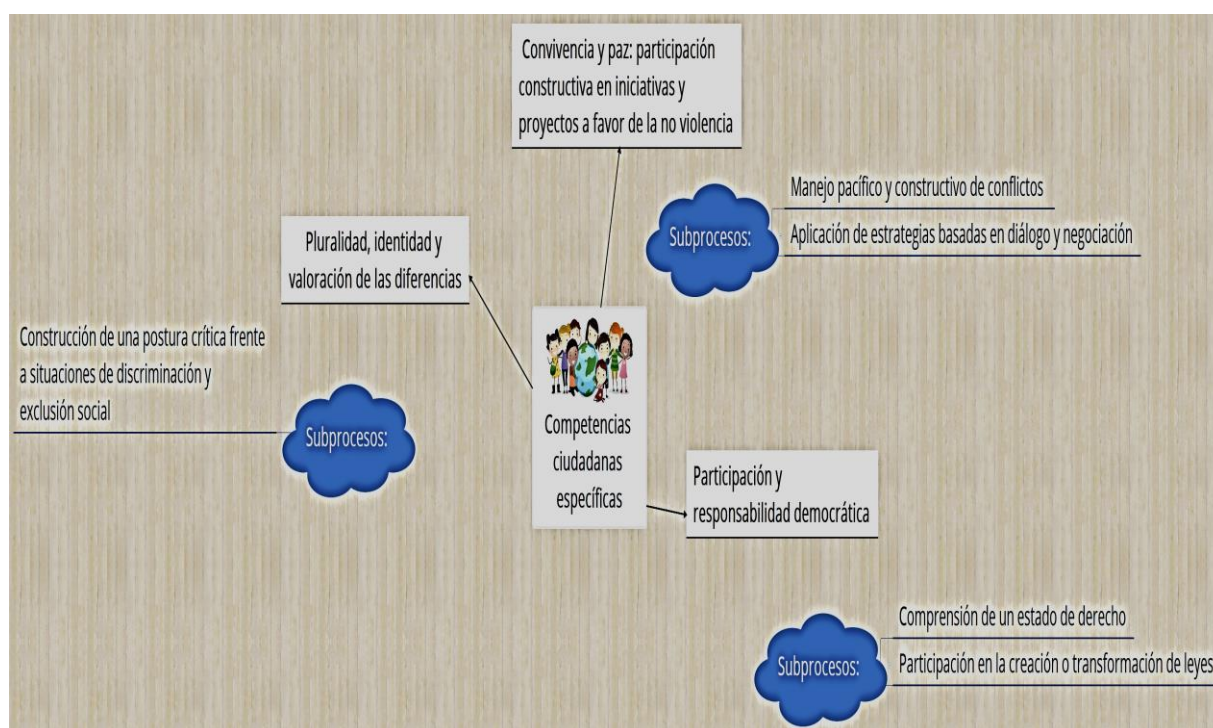 Convivencia y paz: participación
constructiva en iniciativas y
proyectos a favor de la no violencia
Subprocesos:
Manejo pacífico y constructivo de conflictos
Aplicación de estrategias basadas en diálogo y negociación
Pluralidad, identidad y
valoración de las diferencias
Construcción de una postura crítica frente
a situaciones de discriminación y
exclusión social
Subprocesos:
Competencias
ciudadanas
específicas
Participación y
responsabilidad democrática
Subprocesos:
Comprensión de un estado de derecho
Participación en la creación o transformación de leyes